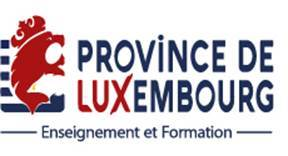 PROViNCE DE
LUXEMBOURG
Enseignement et Formation